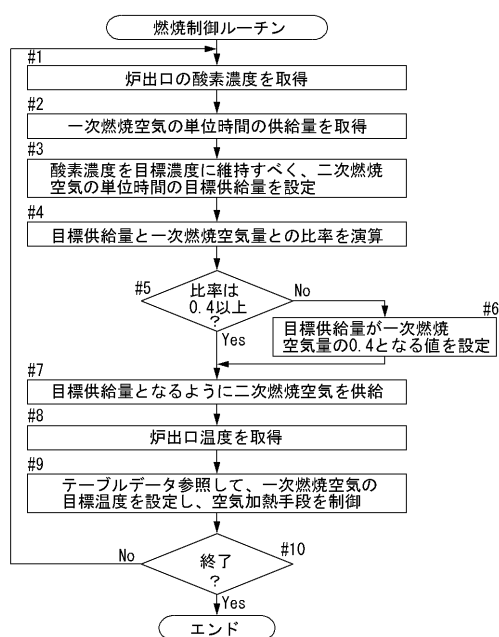 燃焼制御ルーチン
#1
炉出口の酸素濃度を取得
#2
一次燃焼空気の単位時間の供給量を取得
#3
酸素濃度を目標濃度に維持すべく、二次燃焼
空気の単位時間の目標供給量を設定
#4
目標供給量と一次燃焼空気量との比率を演算
#5
比率は
0.4以上
?
No
Yes
#6
目標供給量が一次燃焼
空気量の0.4となる値を設定
#7
目標供給量となるように二次燃焼空気を供給
#8
炉出口温度を取得
#9
テーブルデータ参照して、一次燃焼空気の
目標温度を設定し、空気加熱手段を制御
No
#10
終了
?
Yes
エンド